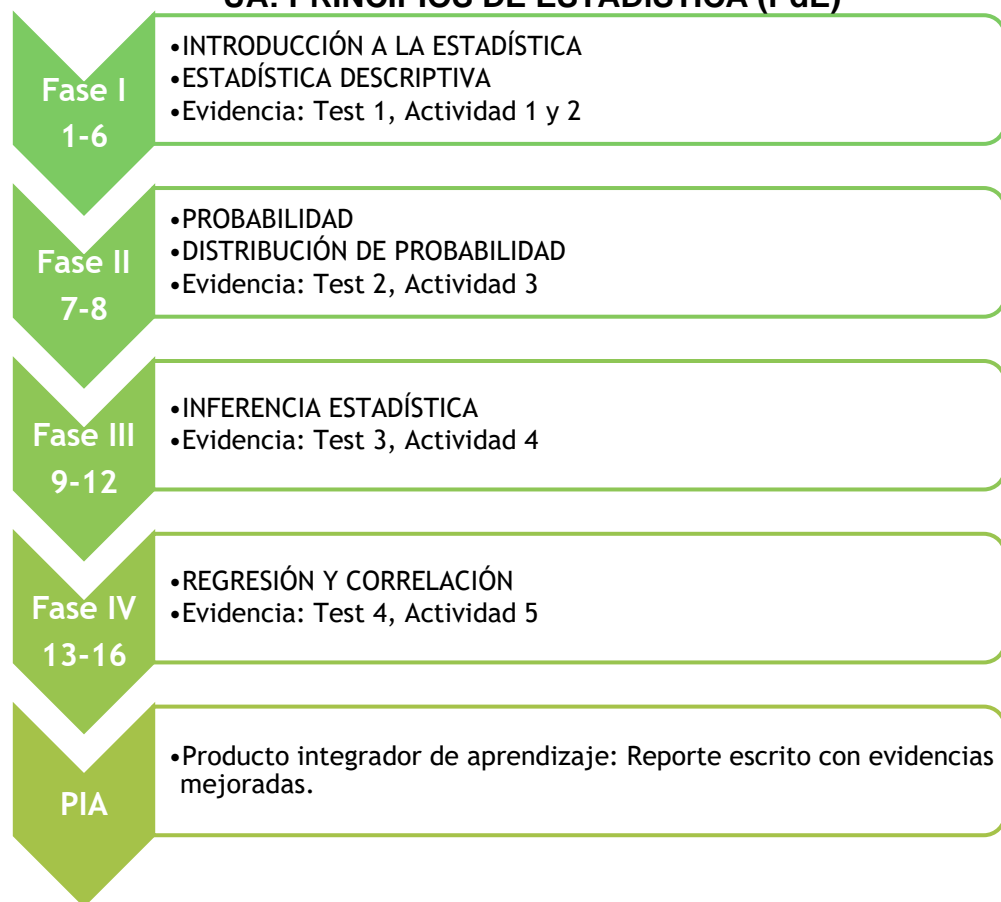 UA: PRINCIPIOS DE ESTADÍSTICA (PdE)
Fase I
1-6
•INTRODUCCIÓN A LA ESTADÍSTICA
•ESTADÍSTICA DESCRIPTIVA
•Evidencia: Test 1, Actividad 1 y 2
Fase II
7-8
•PROBABILIDAD
•DISTRIBUCIÓN DE PROBABILIDAD
•Evidencia: Test 2, Actividad 3
Fase III
9-12
•INFERENCIA ESTADÍSTICA
•Evidencia: Test 3, Actividad 4
Fase IV
13-16
•REGRESIÓN Y CORRELACIÓN
•Evidencia: Test 4, Actividad 5
PIA
•Producto integrador de aprendizaje: Reporte escrito con evidencias
mejoradas.